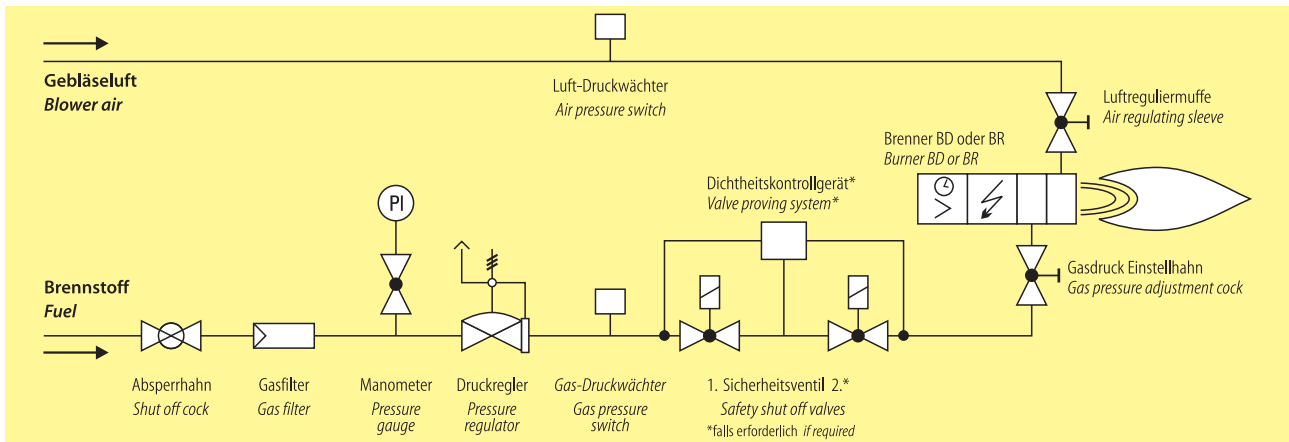 Gebläseluft
Blower air
Luft-Druckwächter
Air pressure switch
Luftreguliermuffe
Air regulating sleeve
Brenner BD oder BR
Burner BD or BR
Dichtheitskontrollgerät*
Valve proving system*
PI
Gasdruck Einstellhahn
Gas pressure adjustment cock
Brennstoff
Fuel
Absperrhahn
Shut off cock
Gasfilter
Gas filter
Manometer
Pressure
gauge
Druckregler
Pressure
regulator
Gas-Druckwächter
Gas pressure
switch
1. Sicherheitsventil 2.*
Safety shut off valves
*falls erforderlich if required